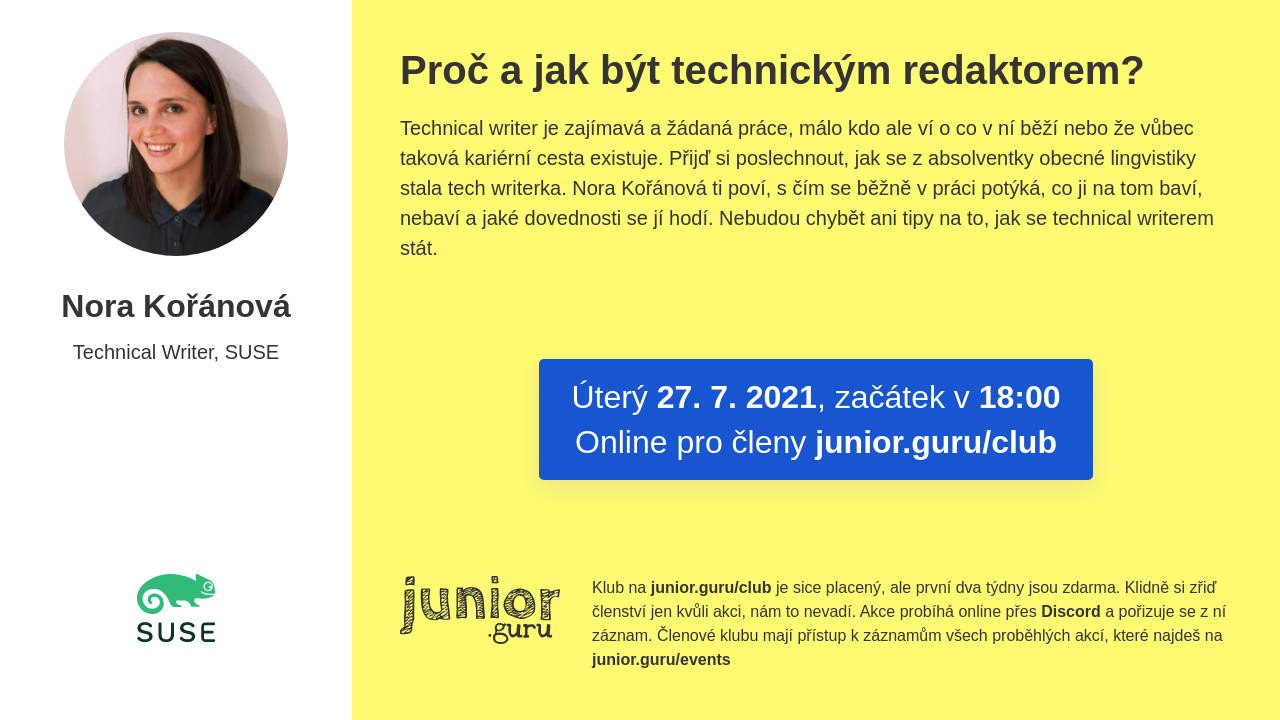 Nora Kořánová
Technical Writer, SUSE
SUSE
Proč a jak být technickým redaktorem?
Technical writer je zajímavá a žádaná práce, málo kdo ale ví o co v ní běží nebo že vůbec
taková kariérní cesta existuje. Přijď si poslechnout, jak se z absolventky obecné lingvistiky
stala tech writerka. Nora Kořánová ti poví, s čím se běžně v práci potýká, co ji na tom baví,
nebaví a jaké dovednosti se jí hodí. Nebudou chybět ani tipy na to, jak se technical writerem
stát.
Úterý 27. 7. 2021, začátek v 18:00
Online pro členy junior.guru/club
junior
.guru
Klub na junior.guru/club je sice placený, ale první dva týdny jsou zdarma. Klidně si zřiď
členství jen kvůli akci, nám to nevadí. Akce probíhá online přes Discord a pořizuje se z ní
záznam. Členové klubu mají přístup k záznamům všech proběhlých akcí, které najdeš na
junior.guru/events